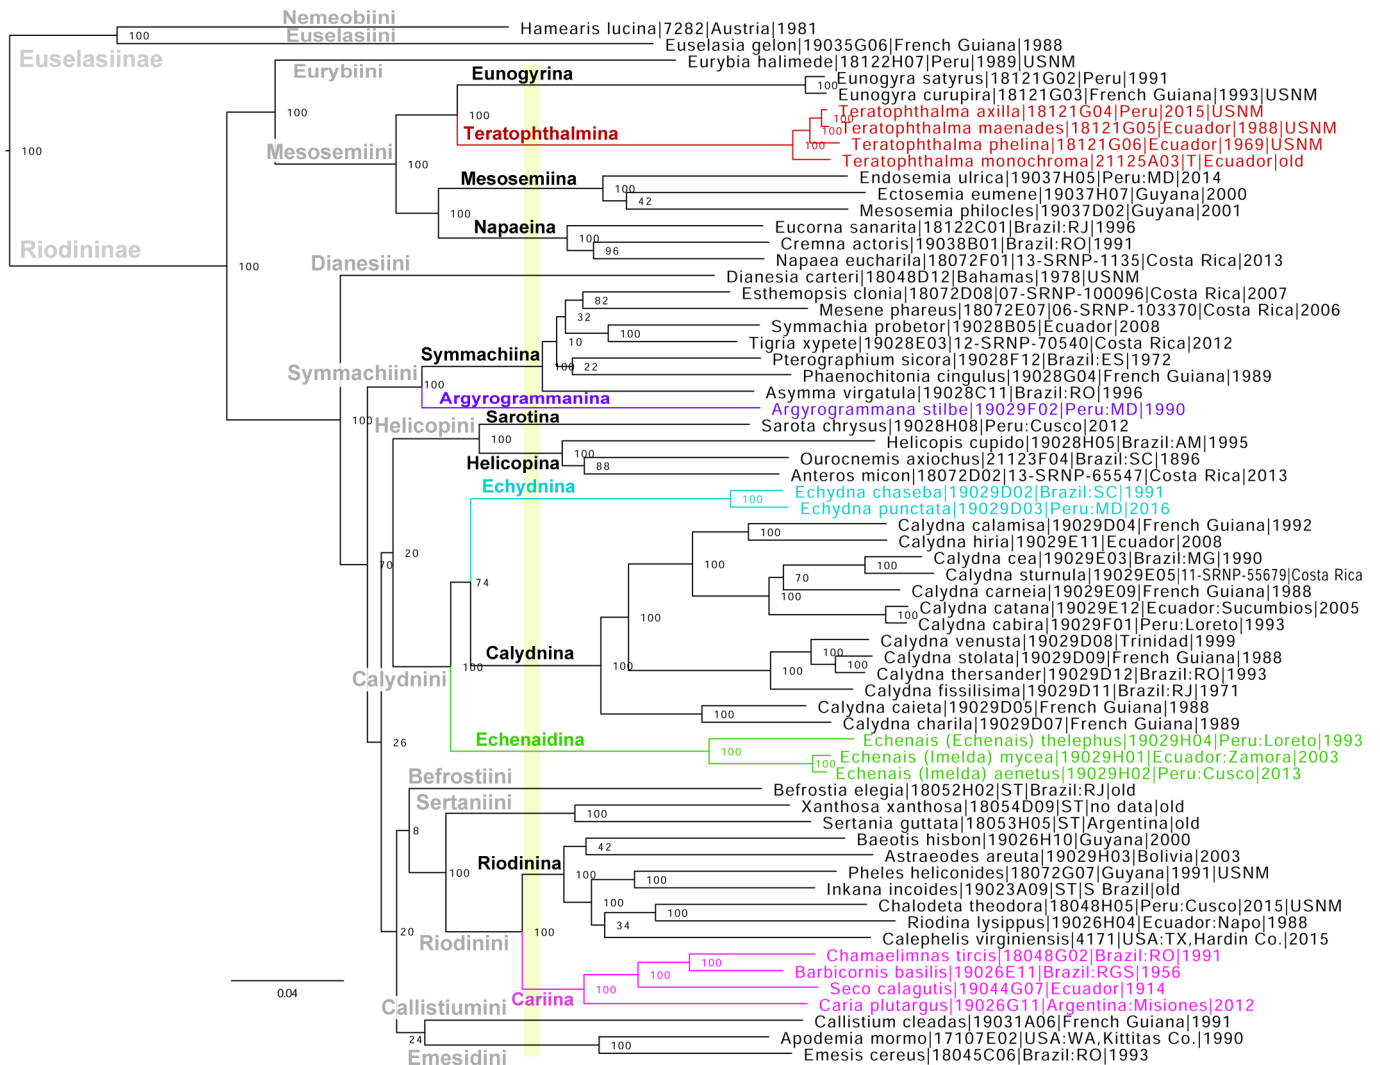 Nemeobiini
Hamearis lucina|7282|Austria|1981
100
Euselasiini
Euselasia gelon|19035G06|French Guiana|1988
Euselasiinae
Eurybia halimede|18122H07|Peru|1989|USNM
Eurybiini
Eunogyrina
Eunogyra satyrus|18121G02|Peru|1991
100
Eunogyra curupira|18121G03|French Guiana|1993|USNM
100
100
Teratophthalma axilla|18121G04|Peru|2015|USNM
100
Teratophthalmina
100
Teratophthalma maenades|18121G05|Ecuador|1988|USNM
100
Teratophthalma phelina|18121G06|Ecuador|1969|USNM
100
Mesosemiini
100
Teratophthalma monochroma|21125A03|T|Ecuador|old
Mesosemiina
Endosemia ulrica|19037H05|Peru:MD|2014
100
Ectosemia eumene|19037H07|Guyana|2000
42
Mesosemia philocles|19037D02|Guyana|2001
100
Napaeina
Eucorna sanarita|18122C01|Brazil:RJ|1996
100
Cremna actoris|19038B01|Brazil:RO|1991
Riodininae
96
Napaea eucharila|18072F01|13-SRNP-1135|Costa Rica|2013
100
Dianesiini
Dianesia carteri|18048D12|Bahamas|1978|USNM
Esthemopsis clonia|18072D08|07-SRNP-100096|Costa Rica|2007
82
Mesene phareus|18072E07|06-SRNP-103370|Costa Rica|2006
32
Symmachia probetor|19028B05|Ecuador|2008
100
10
Tigria xypete|19028E03|12-SRNP-70540|Costa Rica|2012
Symmachiina
Pterographium sicora|19028F12|Brazil:ES|1972
100
22
Symmachiini
Phaenochitonia cingulus|19028G04|French Guiana|1989
100
Asymma virgatula|19028C11|Brazil:RO|1996
Argyrogrammanina
Argyrogrammana stilbe|19029F02|Peru:MD|1990
100
Sarotina
Helicopini
Sarota chrysus|19028H08|Peru:Cusco|2012
100
Helicopis cupido|19028H05|Brazil:AM|1995
100
Helicopina
Ourocnemis axiochus|21123F04|Brazil:SC|1896
88
Anteros micon|18072D02|13-SRNP-65547|Costa Rica|2013
Echydnina
Echydna chaseba|19029D02|Brazil:SC|1991
100
Echydna punctata|19029D03|Peru:MD|2016
Calydna calamisa|19029D04|French Guiana|1992
100
Calydna hiria|19029E11|Ecuador|2008
20
Calydna cea|19029E03|Brazil:MG|1990
70
100
100
Calydna sturnula|19029E05|11-SRNP-55679|Costa Rica
70
74
Calydna carneia|19029E09|French Guiana|1988
100
Calydna catana|19029E12|Ecuador:Sucumbios|2005
100
100
Calydna cabira|19029F01|Peru:Loreto|1993
Calydna venusta|19029D08|Trinidad|1999
Calydnina
100
Calydna stolata|19029D09|French Guiana|1988
100
100
100
100
Calydna thersander|19029D12|Brazil:RO|1993
Calydnini
Calydna fissilisima|19029D11|Brazil:RJ|1971
Calydna caieta|19029D05|French Guiana|1988
100
Calydna charila|19029D07|French Guiana|1989
26
Echenaidina
Echenais (Echenais) thelephus|19029H04|Peru:Loreto|1993
100
Echenais (Imelda) mycea|19029H01|Ecuador:Zamora|2003
100
Echenais (Imelda) aenetus|19029H02|Peru:Cusco|2013
Befrostiini
Befrostia elegia|18052H02|ST|Brazil:RJ|old
Sertaniini
Xanthosa xanthosa|18054D09|ST|no data|old
100
Sertania guttata|18053H05|ST|Argentina|old
8
Baeotis hisbon|19026H10|Guyana|2000
42
Astraeodes areuta|19029H03|Bolivia|2003
Riodinina
100
100
Pheles heliconides|18072G07|Guyana|1991|USNM
100
Inkana incoides|19023A09|ST|S Brazil|old
100
Chalodeta theodora|18048H05|Peru:Cusco|2015|USNM
100
Riodina lysippus|19026H04|Ecuador:Napo|1988
34
20
100
Calephelis virginiensis|4171|USA:TX,Hardin Co.|2015
Riodinini
Chamaelimnas tircis|18048G02|Brazil:RO|1991
100
Barbicornis basilis|19026E11|Brazil:RGS|1956
100
Seco calagutis|19044G07|Ecuador|1914
100
0.04
Cariina
Caria plutargus|19026G11|Argentina:Misiones|2012
Callistiumini
Callistium cleadas|19031A06|French Guiana|1991
24
Apodemia mormo|17107E02|USA:WA,Kittitas Co.|1990
100
Emesidini
Emesis cereus|18045C06|Brazil:RO|1993